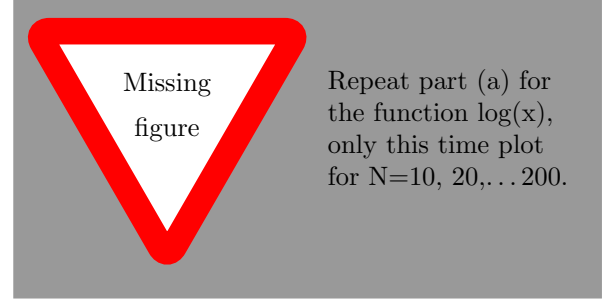 Missing
figure
Repeat part (a) for
the function log(x),
only this time plot
for N=10, 20,...200.